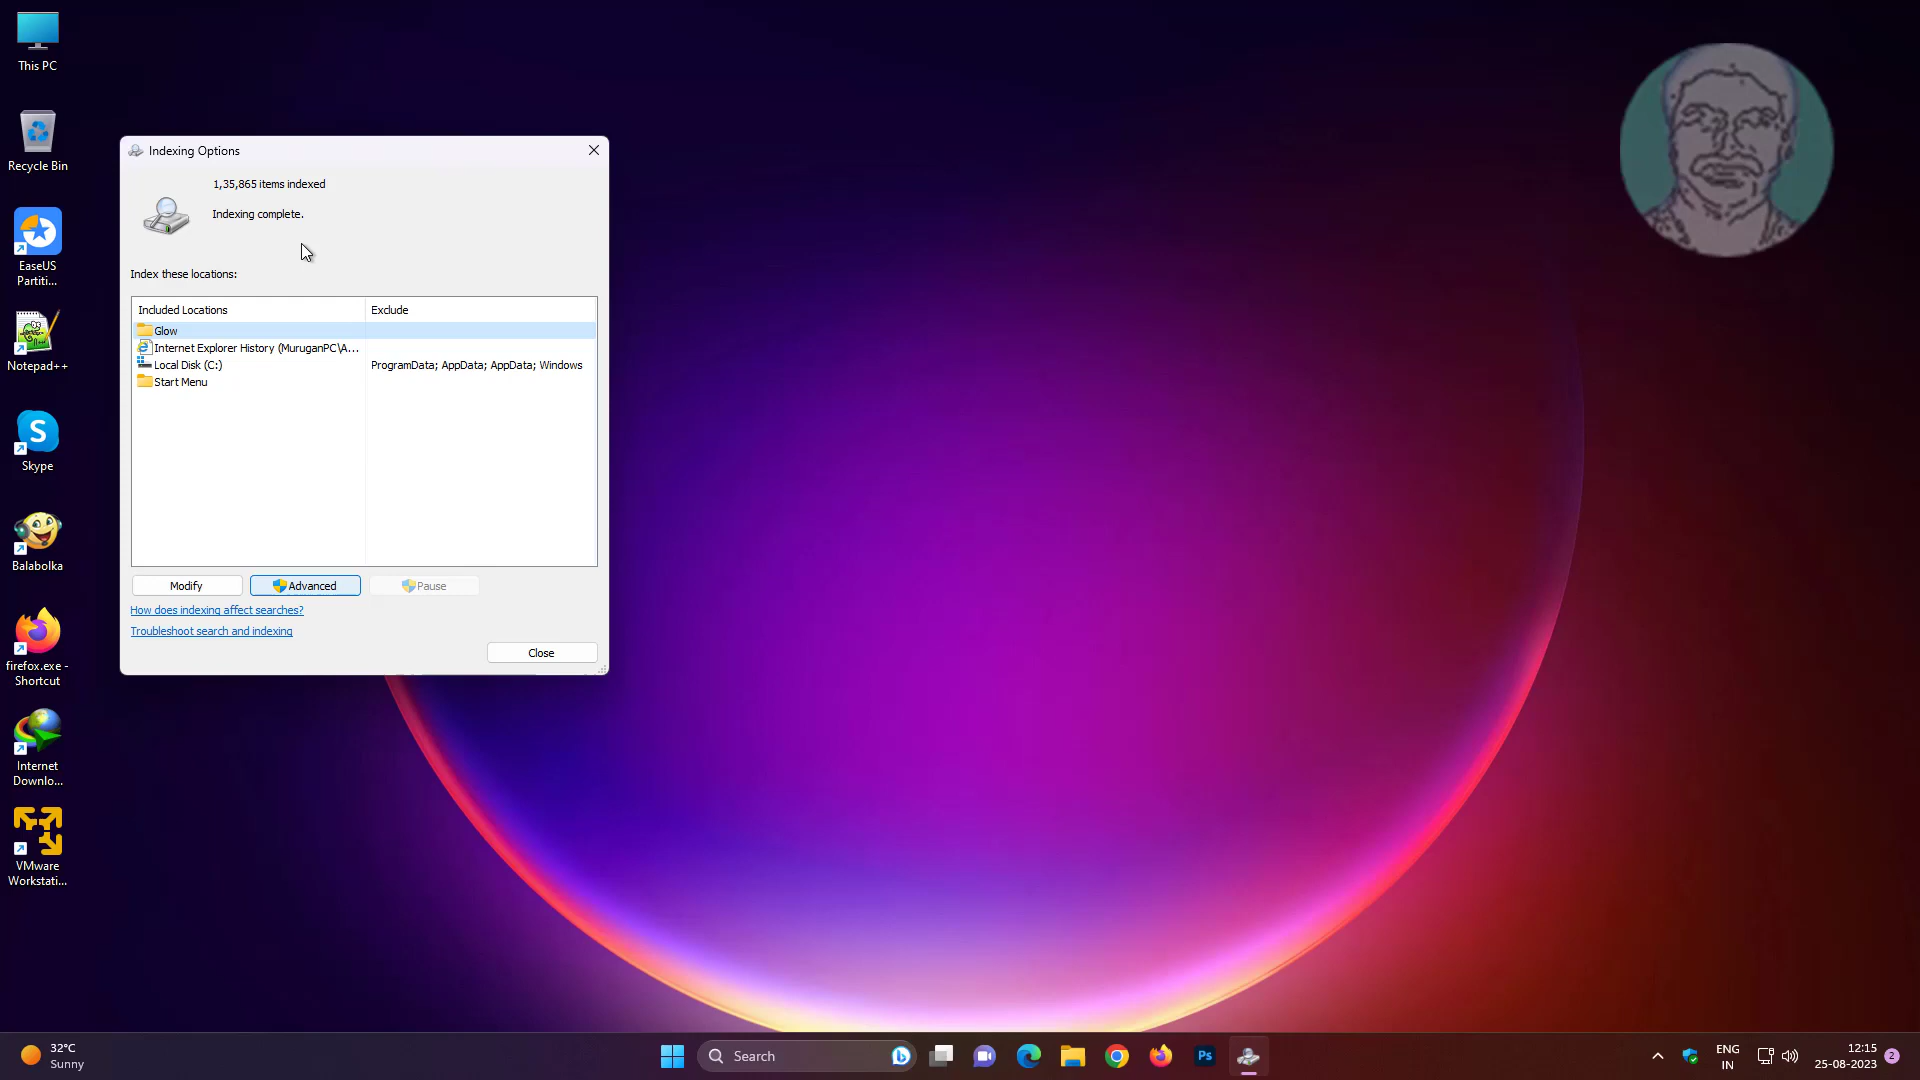 This PC
Recycle Bin
EaseUS
Partiti...
Notepad++
Skype
Balabolka
firefox.exe -
Shortcut
Internet
Downlo...
VMware
Workstati...
Indexing Options
1,35,865 items indexed
Indexing complete.
Index these locations:
Included Locations Exclude
Glow
Internet Explorer History (MuruganPC\A...
Local Disk (C:) ProgramData; AppData; AppData; Windows
Start Menu
Modify Advanced Pause
How does indexing affect searches?
Troubleshoot search and indexing
Close
32°C
Sunny
Search
Ps
ENG
IN
12:15
25-08-2023
2